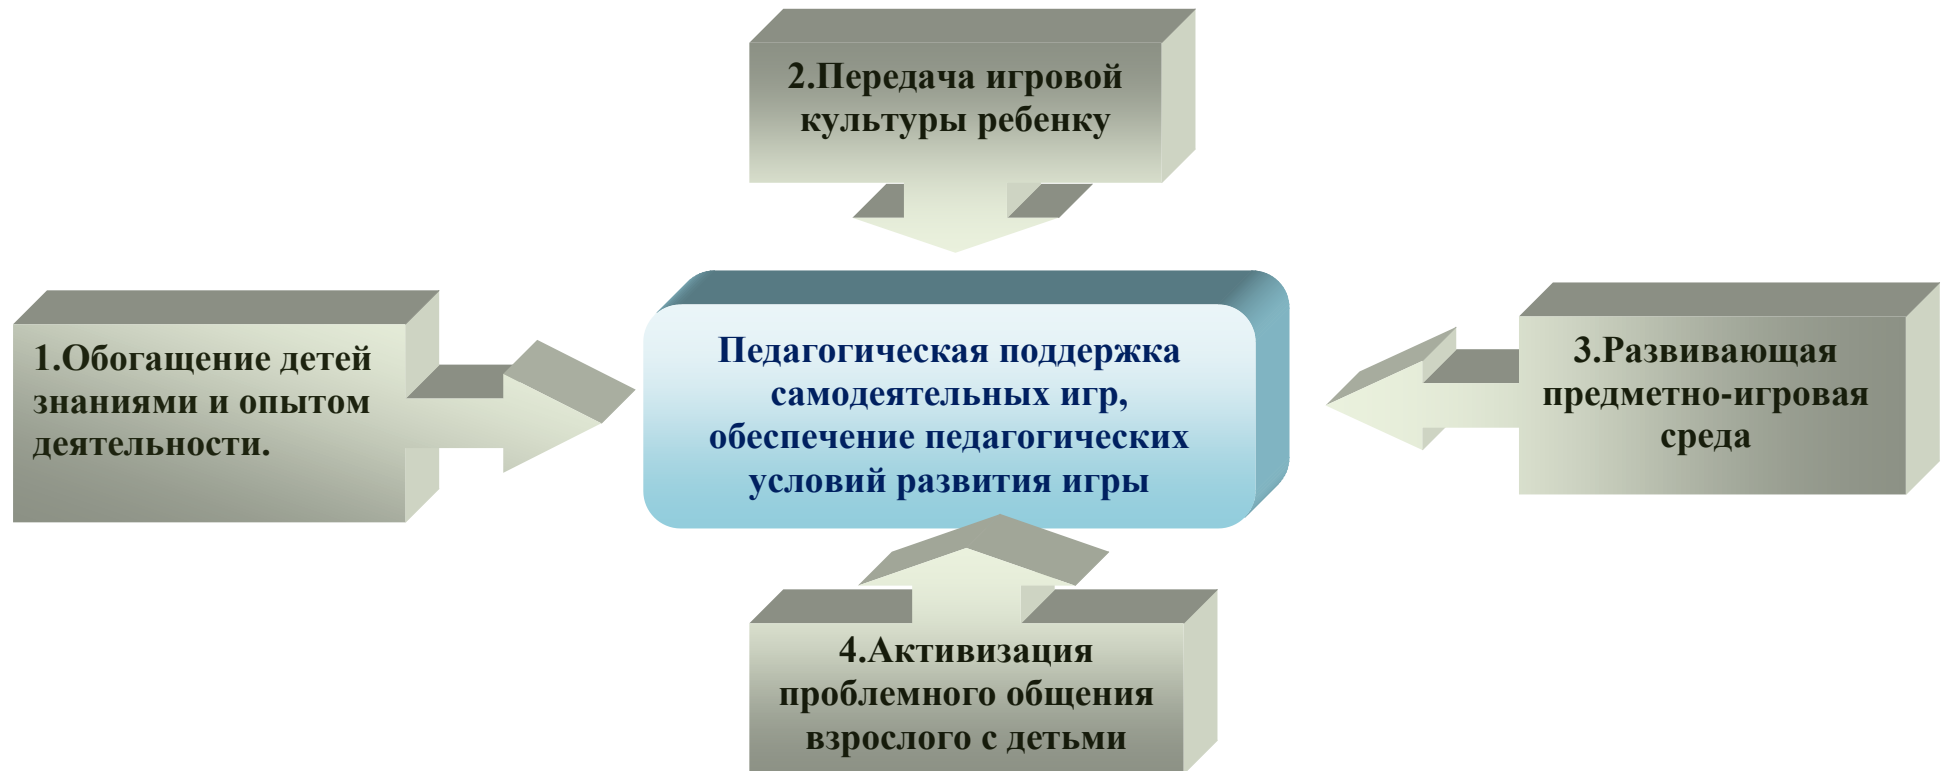 2.Передача игровой
культуры ребенку
1.Обогащение детей
знаниями и опытом
деятельности.
Педагогическая поддержка
самодеятельных игр,
обеспечение педагогических
условий развития игры
3.Развивающая
предметно-игровая
среда
4.Активизация
проблемного общения
взрослого с детьми